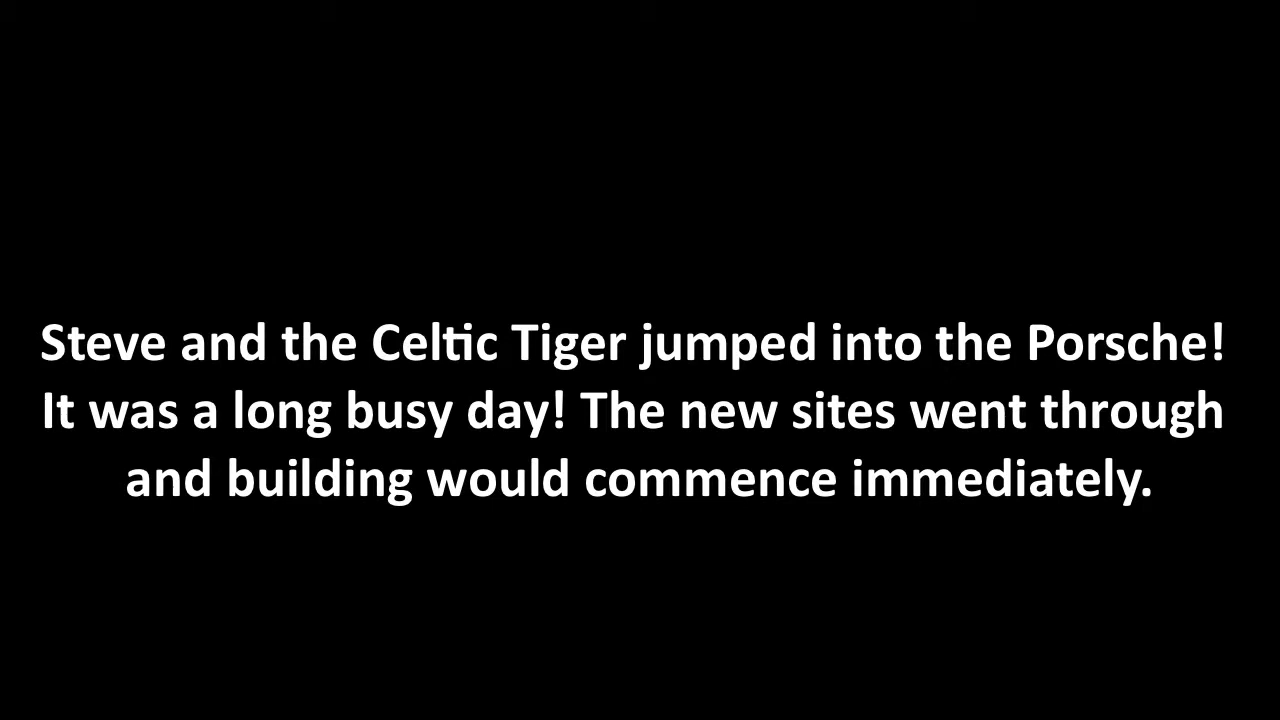 Steve and the Celtic Tiger jumped into the Porsche!
It was a long busy day! The new sites went through
and building would commence immediately.